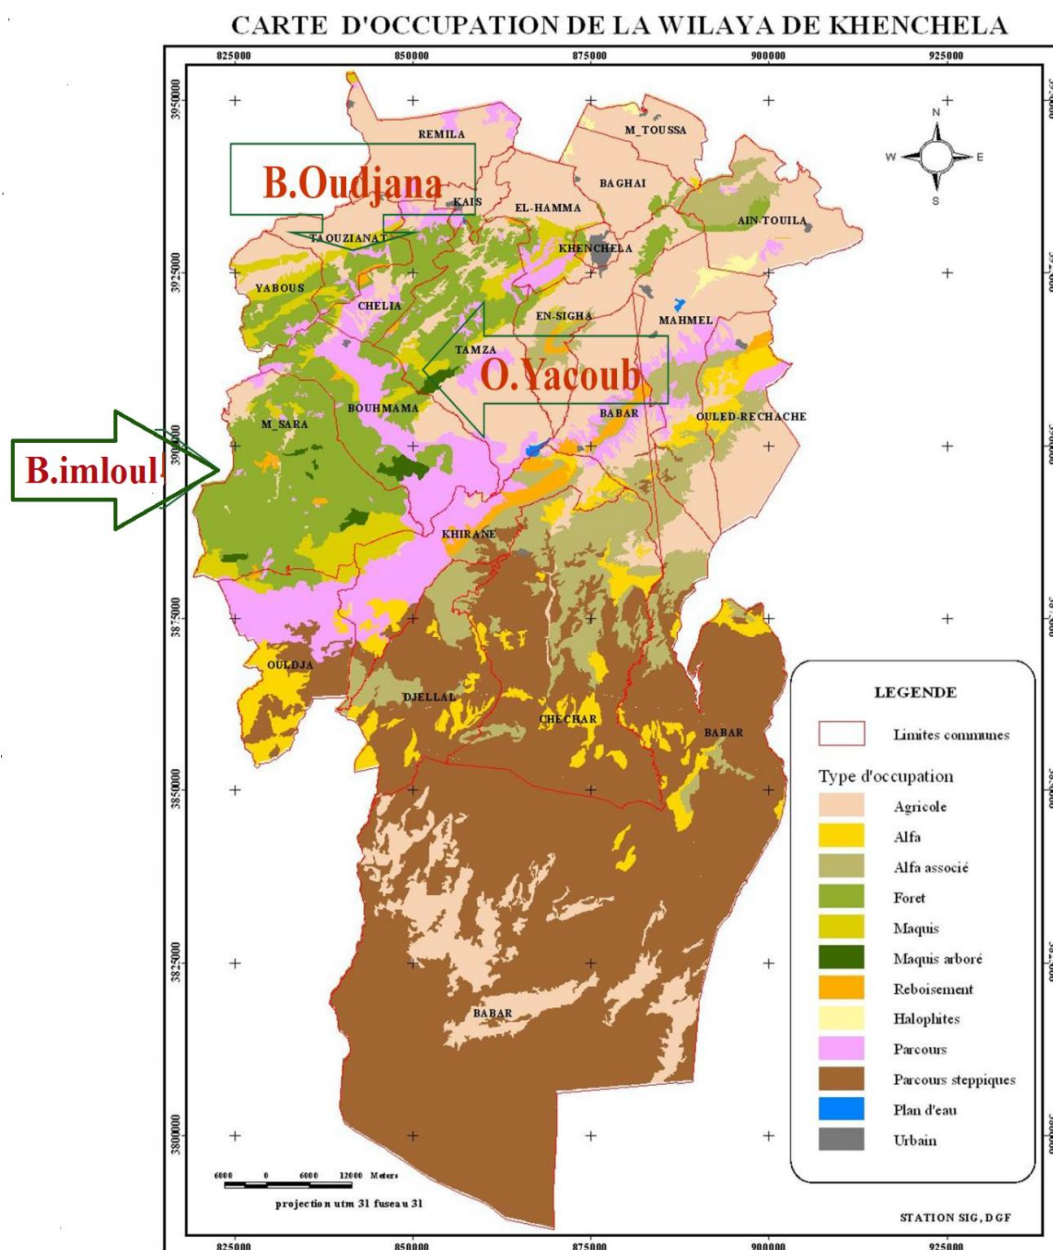 CARTE D'OCCUPATION DE LA WILAYA DE KHENCHELA
825000 850000 875000 900000 925000
3950000
REMILA
M_TOUSSA
N
W E
S
B.Oudjana
BAGHAI
KAIS
EL-HAMMA
AIN-TOUILA
TAOUZIANAT
KHENCHELA
3925000
YABOUS
CHELIA
EN-SIGHA
MAHMEL
TAMZA
O.Yacoub
BOUHMAMA
BABAR
OULED-RECHACHE
M_SARA
3900000
B.imloul
KHIRANE
3875000
OULDJA
DJELLAL
CHECHAR
BABAR
3850000
LEGENDE
Limites communes
Type d'occupation
Agricole
Alfa
Alfa associé
Foret
Maquis
Maquis arboré
Reboisement
Halophites
Parcours
Parcours steppiques
Plan d'eau
Urbain
3825000
BABAR
3800000
6000 0 6000 12000 Meters
projection utm 31 fuseau 31
STATION SIG, DGF
825000 850000 875000 900000 925000